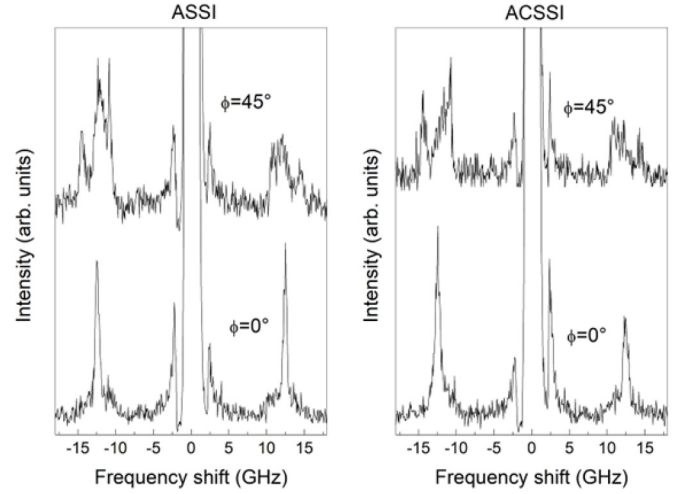 ASSI
ACSSI
ϕ=45°
ϕ=45°
ϕ=0°
ϕ=0°
Intensity (arb. units)
Intensity (arb. units)
-15 -10 -5 0 5 10 15
-15 -10 -5 0 5 10 15
Frequency shift (GHz)
Frequency shift (GHz)